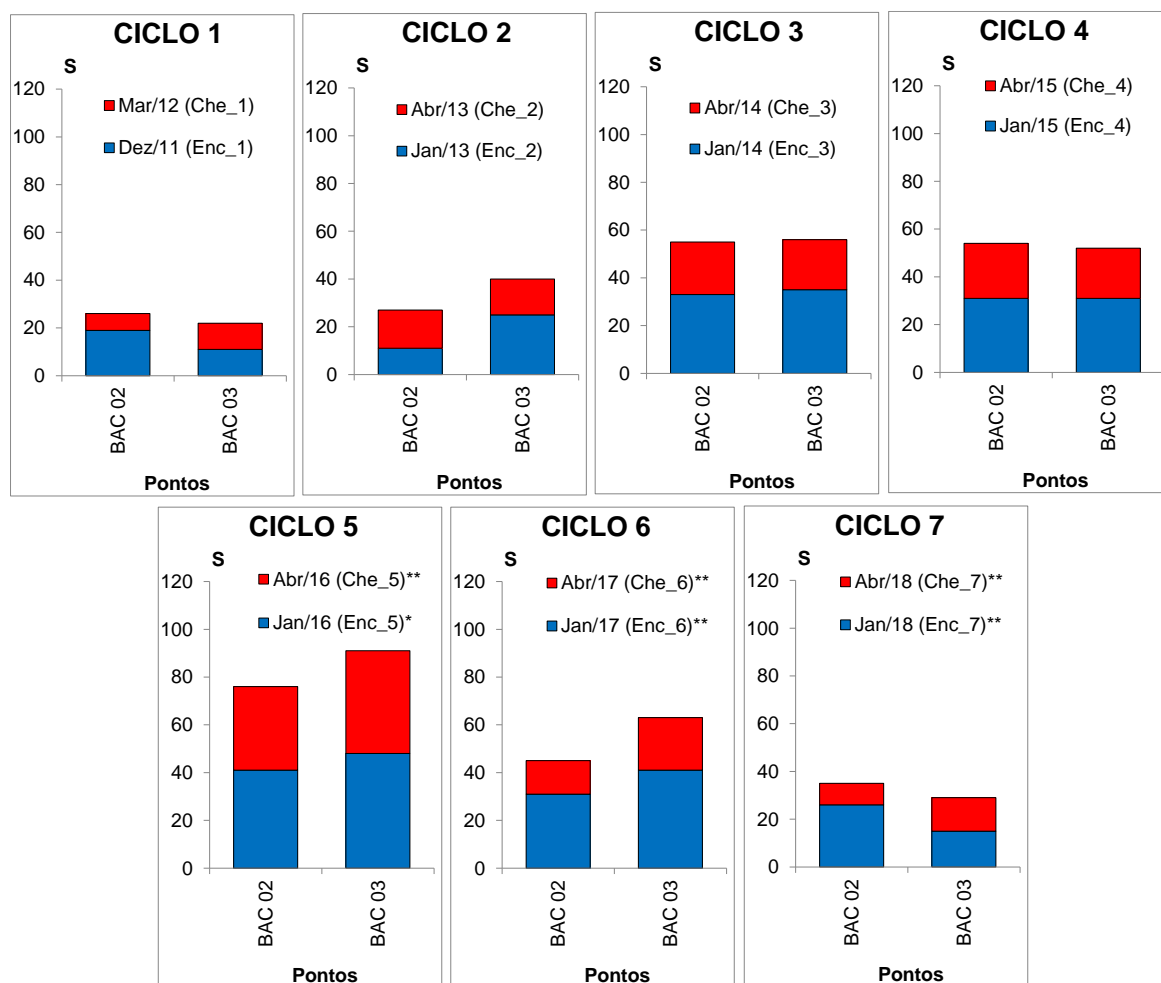 CICLO 1
S
120
100
80
60
40
20
0
Mar/12 (Che_1)
Dez/11 (Enc_1)
BAC 02
BAC 03
Pontos
CICLO 2
S
120
100
80
60
40
20
0
Abr/13 (Che_2)
Jan/13 (Enc_2)
BAC 02
BAC 03
Pontos
CICLO 3
S
120
100
80
60
40
20
0
Abr/14 (Che_3)
Jan/14 (Enc_3)
BAC 02
BAC 03
Pontos
CICLO 4
S
120
100
80
60
40
20
0
Abr/15 (Che_4)
Jan/15 (Enc_4)
BAC 02
BAC 03
Pontos
CICLO 5
S
120
100
80
60
40
20
0
Abr/16 (Che_5)**
Jan/16 (Enc_5)*
BAC 02
BAC 03
Pontos
CICLO 6
S
120
100
80
60
40
20
0
Abr/17 (Che_6)**
Jan/17 (Enc_6)**
BAC 02
BAC 03
Pontos
CICLO 7
S
120
100
80
60
40
20
0
Abr/18 (Che_7)**
Jan/18 (Enc_7)**
BAC 02
BAC 03
Pontos